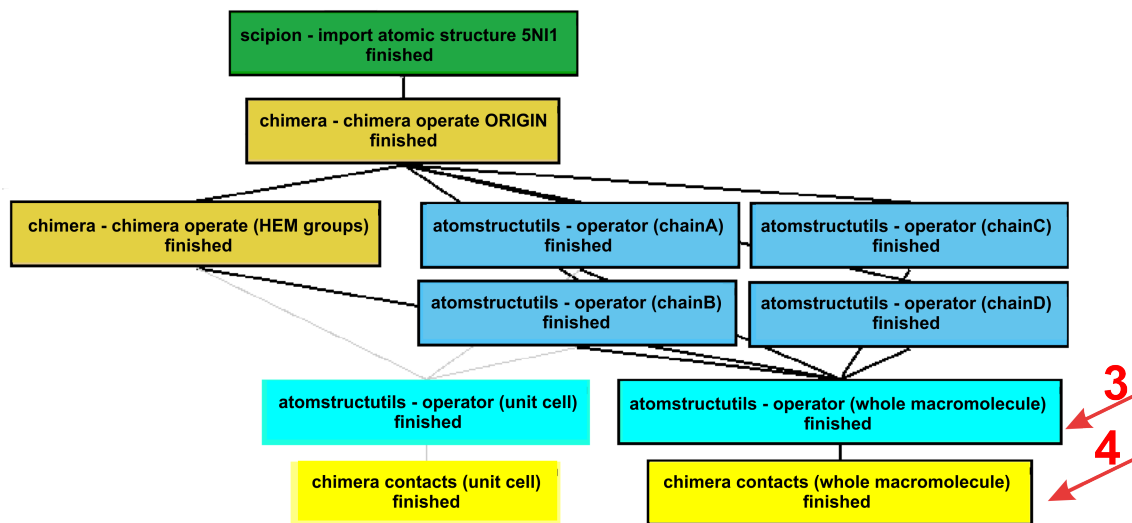 scipion - import atomic structure 5NI1
finished
chimera - chimera operate ORIGIN
finished
chimera - chimera operate (HEM groups)
finished
atomstructutils - operator (chainA)
finished
atomstructutils - operator (chainC)
finished
atomstructutils - operator (chainB)
finished
atomstructutils - operator (chainD)
finished
atomstructutils - operator (unit cell)
finished
atomstructutils - operator (whole macromolecule)
finished
3
chimera contacts (unit cell)
finished
chimera contacts (whole macromolecule)
finished
4